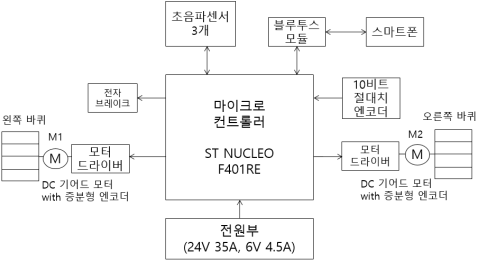 초음파센서
3개
블루투스
모듈
스마트폰
전자
브레이크
마이크로
컨트롤러
ST NUCLEO
F401RE
10비트
절대치
엔코더
왼쪽 바퀴
M1
M
모터
드라이버
DC 기어드 모터
with 증분형 엔코더
오른쪽 바퀴
M2
M
모터
드라이버
DC 기어드 모터
with 증분형 엔코더
전원부
(24V 35A, 6V 4.5A)